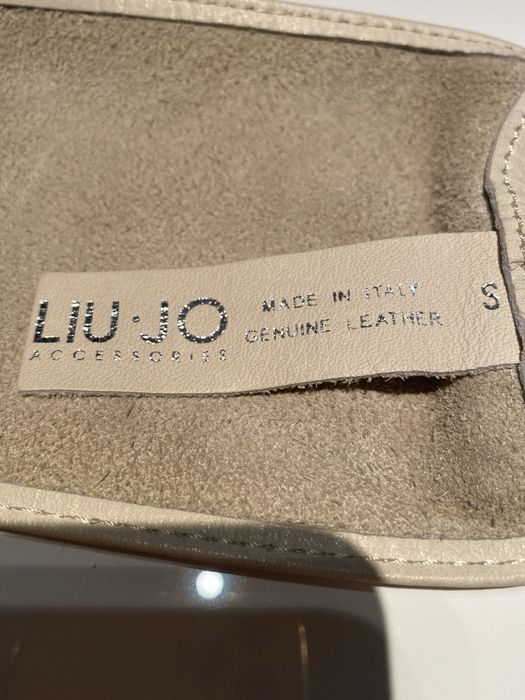 LIU·JO
ACCESSORIES
MADE IN ITALY
GENUINE LEATHER
S